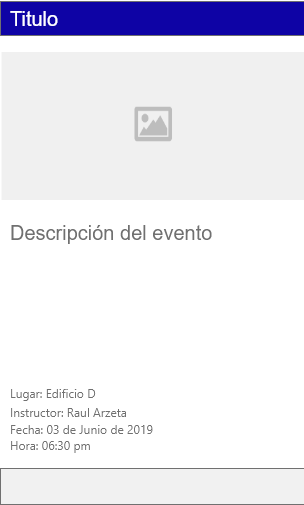 Titulo
Descripción del evento
Lugar: Edificio D
Instructor: Raul Arzeta
Fecha: 03 de Junio de 2019
Hora: 06:30 pm